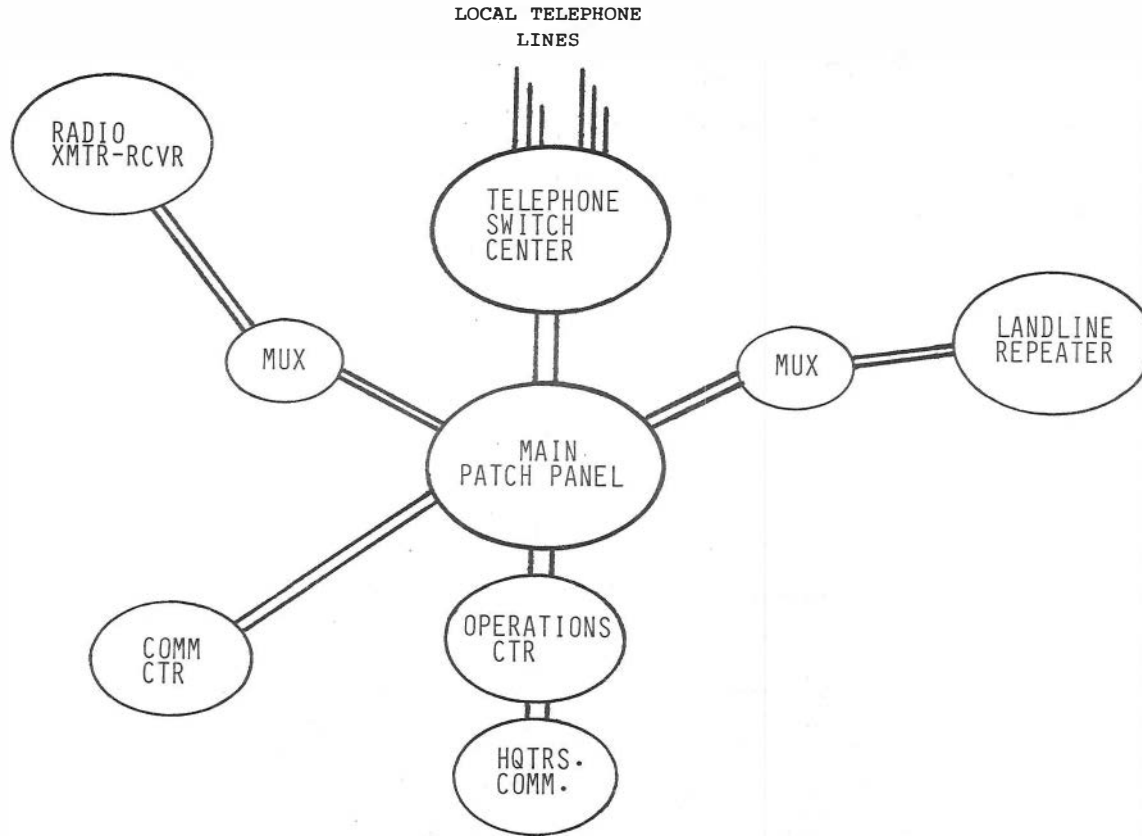 LOCAL TELEPHONE
LINES
RADIO
XMTR-RCVR
TELEPHONE
SWITCH
CENTER
MUX
MUX
LANDLINE
REPEATER
MAIN
PATCH PANEL
COMM
CTR
OPERATIONS
CTR
HQTRS.
COMM.